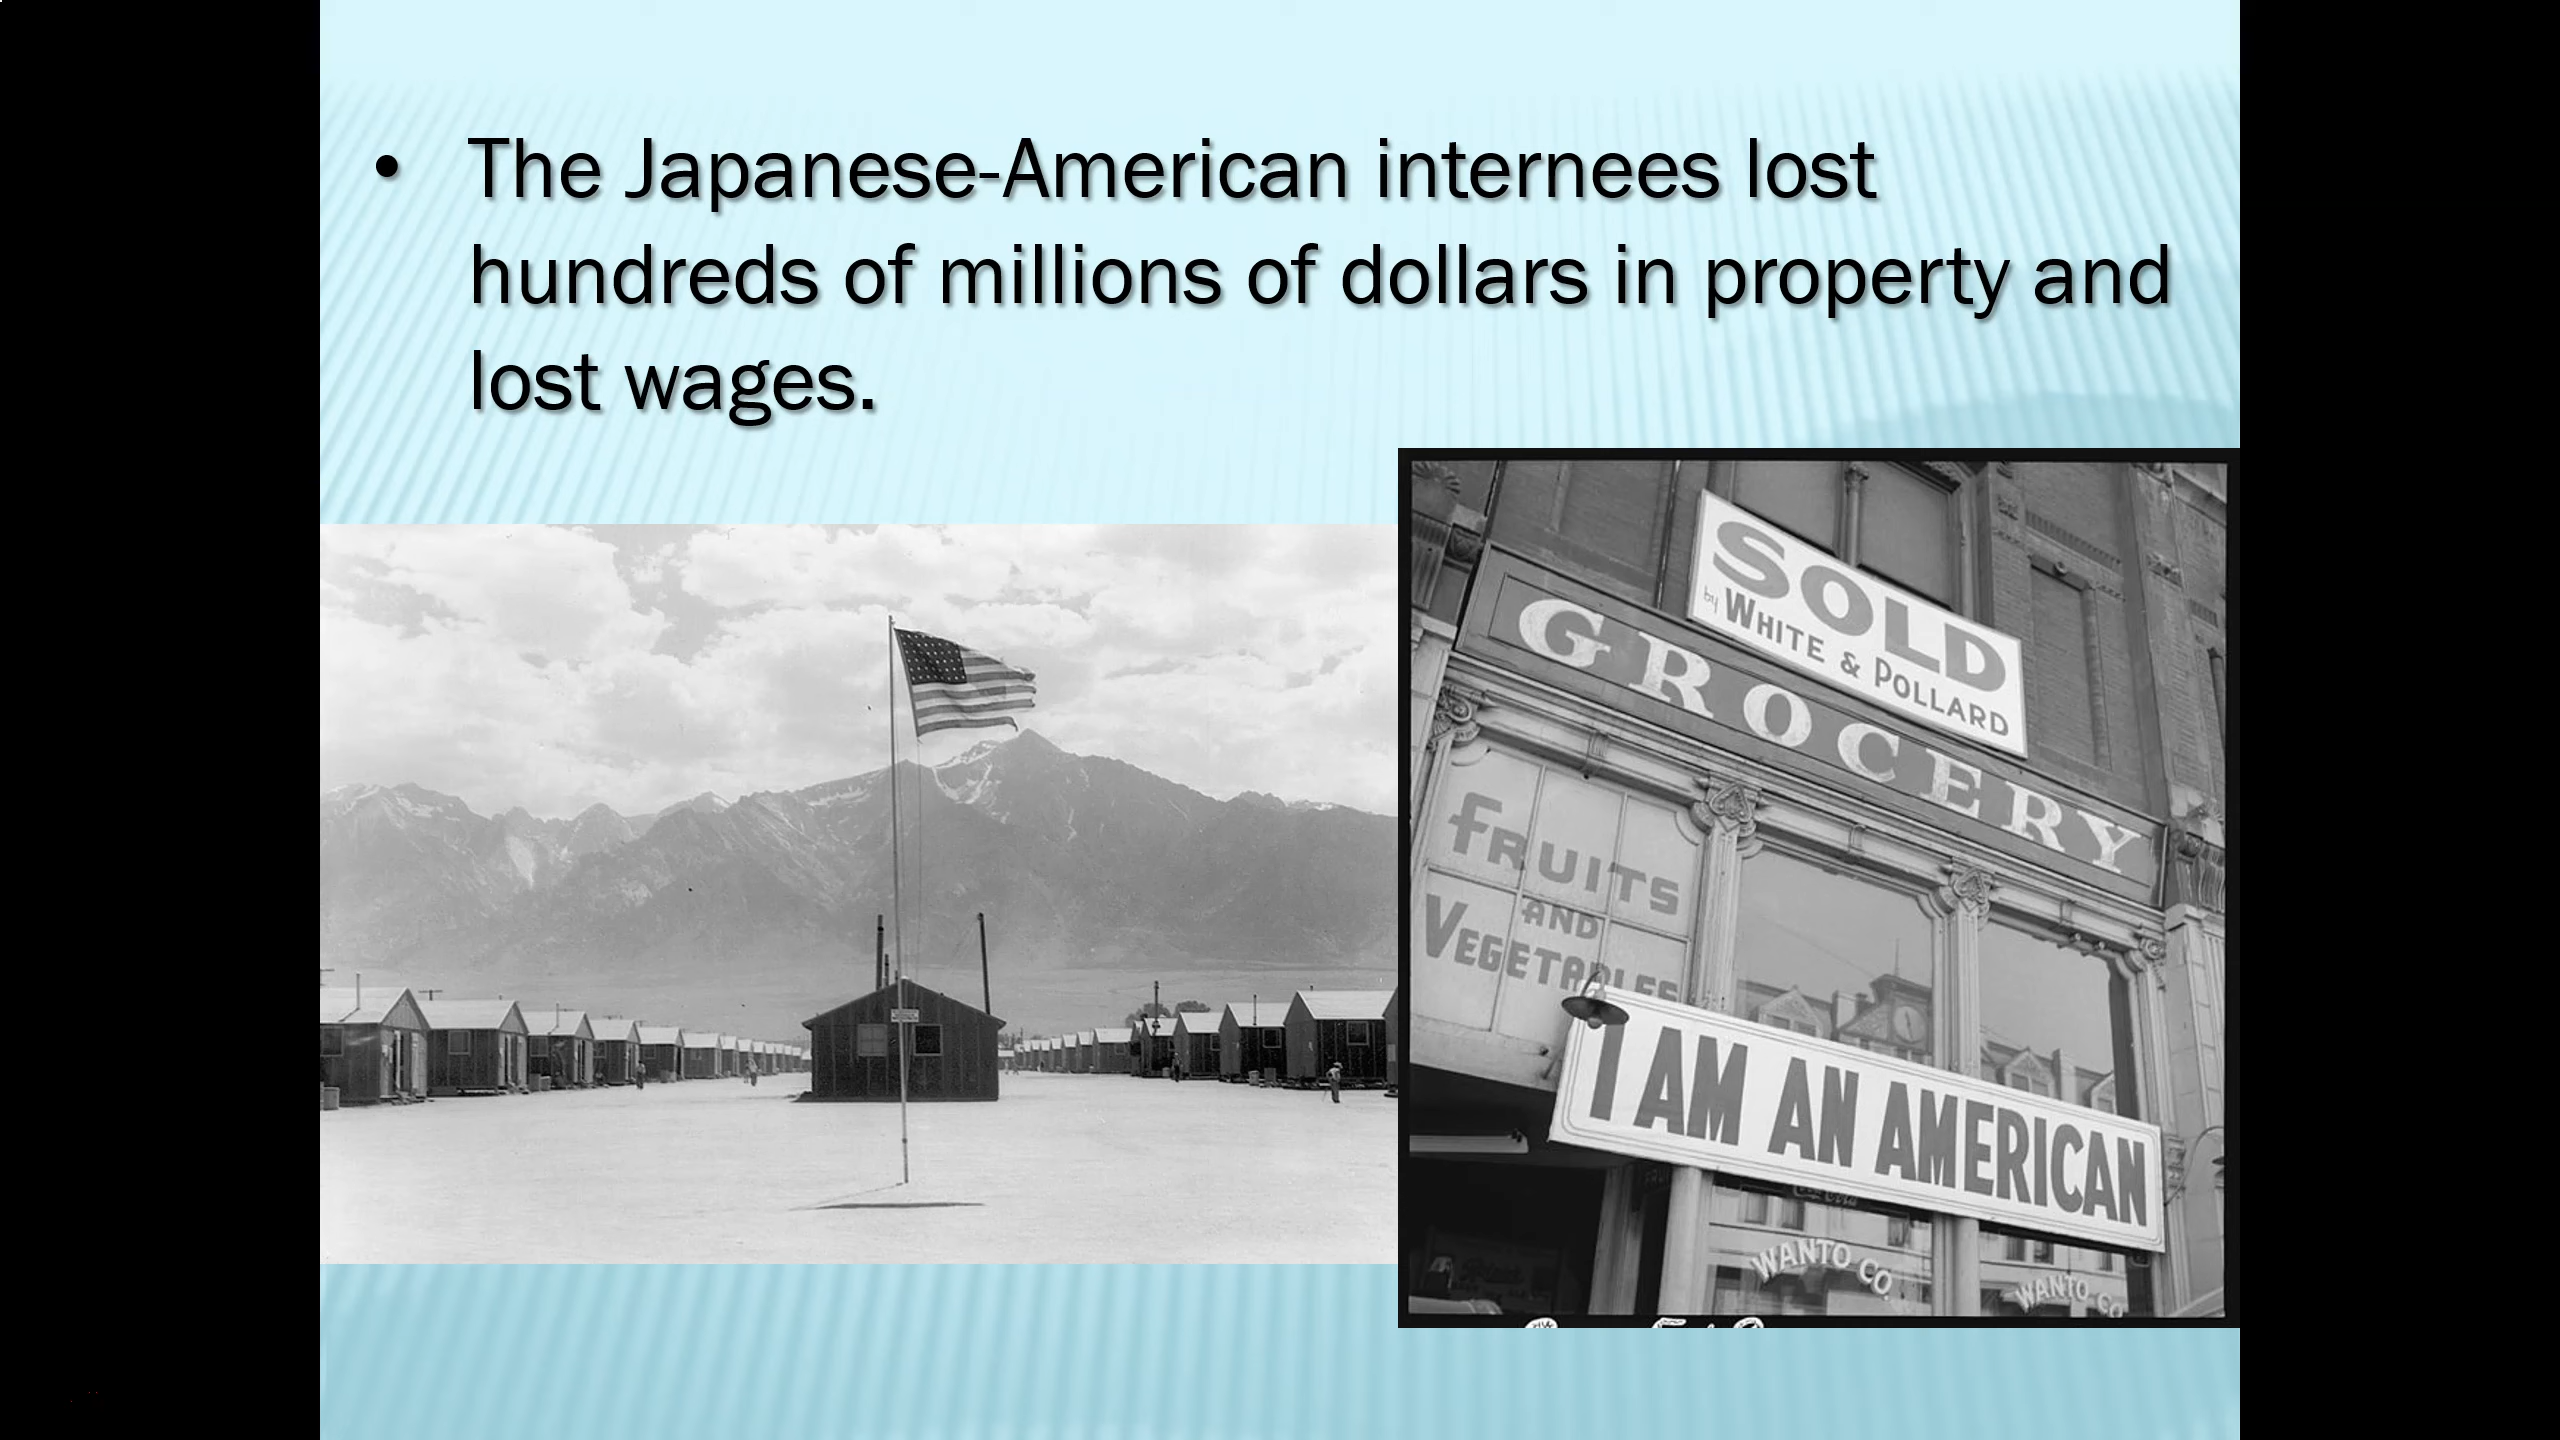 • The Japanese-American internees lost
hundreds of millions of dollars in property and
lost wages.
SOLD
by WHITE & POLLARD
GROCERY
FRUITS
AND
VEGETABLES
I AM AN AMERICAN
WANTO CO.
WANTO CO